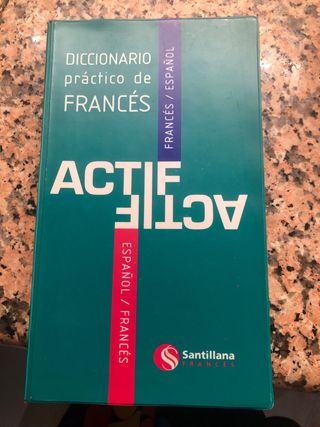 DICCIONARIO
práctico de
FRANCÉS
FRANCÉS / ESPAÑOL
ACTIF
ACTIF
ESPAÑOL / FRANCÉS
Santillana
FRANCÉS